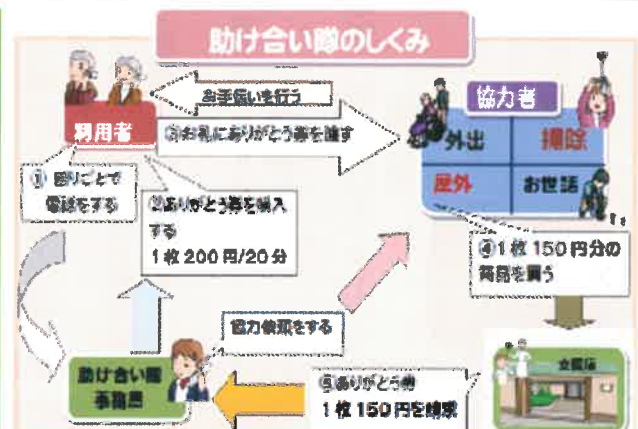 助け合い隊のしくみ
お手伝いを行う
利用者
③お礼にありがとう券を渡す
協力者
外出
掃除
屋外
お世話
① 困りごとで
電話をする
②ありがとう券を購入
する
1枚200円/20分
④1枚150円分の
商品を買う
協力依頼をする
助け合い隊
事務局
⑤ありがとう券
1枚150円を請求